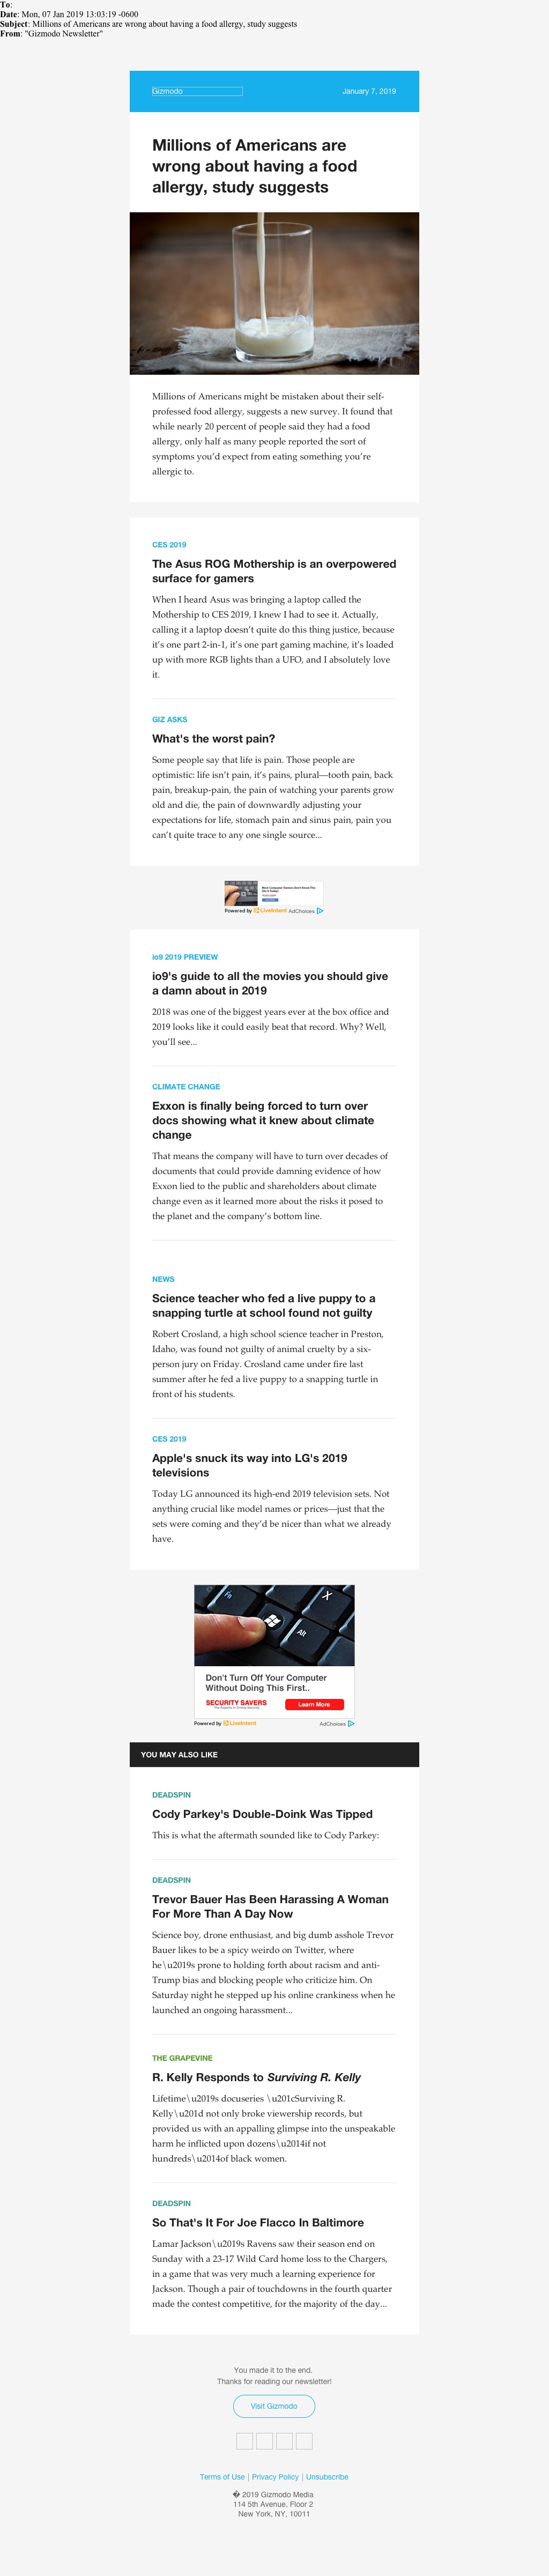 To:
Date: Mon, 07 Jan 2019 13:03:19 -0600
Subject: Millions of Americans are wrong about having a food allergy, study suggests
From: "Gizmodo Newsletter"
Gizmodo
January 7, 2019
Millions of Americans are
wrong about having a food
allergy, study suggests
Millions of Americans might be mistaken about their self-
professed food allergy, suggests a new survey. It found that
while nearly 20 percent of people said they had a food
allergy, only half as many people reported the sort of
symptoms you’d expect from eating something you’re
allergic to.
CES 2019
The Asus ROG Mothership is an overpowered
surface for gamers
When I heard Asus was bringing a laptop called the
Mothership to CES 2019, I knew I had to see it. Actually,
calling it a laptop doesn’t quite do this thing justice, because
it’s one part 2-in-1, it’s one part gaming machine, it’s loaded
up with more RGB lights than a UFO, and I absolutely love
it.
GIZ ASKS
What's the worst pain?
Some people say that life is pain. Those people are
optimistic: life isn’t pain, it’s pains, plural—tooth pain, back
pain, breakup-pain, the pain of watching your parents grow
old and die, the pain of downwardly adjusting your
expectations for life, stomach pain and sinus pain, pain you
can’t quite trace to any one single source...
Powered by LiveIntent AdChoices
io9 2019 PREVIEW
io9's guide to all the movies you should give
a damn about in 2019
2018 was one of the biggest years ever at the box office and
2019 looks like it could easily beat that record. Why? Well,
you’ll see...
CLIMATE CHANGE
Exxon is finally being forced to turn over
docs showing what it knew about climate
change
That means the company will have to turn over decades of
documents that could provide damning evidence of how
Exxon lied to the public and shareholders about climate
change even as it learned more about the risks it posed to
the planet and the company’s bottom line.
NEWS
Science teacher who fed a live puppy to a
snapping turtle at school found not guilty
Robert Crosland, a high school science teacher in Preston,
Idaho, was found not guilty of animal cruelty by a six-
person jury on Friday. Crosland came under fire last
summer after he fed a live puppy to a snapping turtle in
front of his students.
CES 2019
Apple's snuck its way into LG's 2019
televisions
Today LG announced its high-end 2019 television sets. Not
anything crucial like model names or prices—just that the
sets were coming and they’d be nicer than what we already
have.
Fn
X
Alt
Don't Turn Off Your Computer
Without Doing This First..
SECURITY SAVERS
Learn More
Powered by LiveIntent
AdChoices
YOU MAY ALSO LIKE
DEADSPIN
Cody Parkey's Double-Doink Was Tipped
This is what the aftermath sounded like to Cody Parkey:
DEADSPIN
Trevor Bauer Has Been Harassing A Woman
For More Than A Day Now
Science boy, drone enthusiast, and big dumb asshole Trevor
Bauer likes to be a spicy weirdo on Twitter, where
he\u2019s prone to holding forth about racism and anti-
Trump bias and blocking people who criticize him. On
Saturday night he stepped up his online crankiness when he
launched an ongoing harassment...
THE GRAPEVINE
R. Kelly Responds to Surviving R. Kelly
Lifetime\u2019s docuseries \u201cSurviving R.
Kelly\u201d not only broke viewership records, but
provided us with an appalling glimpse into the unspeakable
harm he inflicted upon dozens\u2014if not
hundreds\u2014of black women.
DEADSPIN
So That's It For Joe Flacco In Baltimore
Lamar Jackson\u2019s Ravens saw their season end on
Sunday with a 23-17 Wild Card home loss to the Chargers,
in a game that was very much a learning experience for
Jackson. Though a pair of touchdowns in the fourth quarter
made the contest competitive, for the majority of the day...
You made it to the end.
Thanks for reading our newsletter!
Visit Gizmodo
Terms of Use | Privacy Policy | Unsubscribe
� 2019 Gizmodo Media
114 5th Avenue, Floor 2
New York, NY, 10011